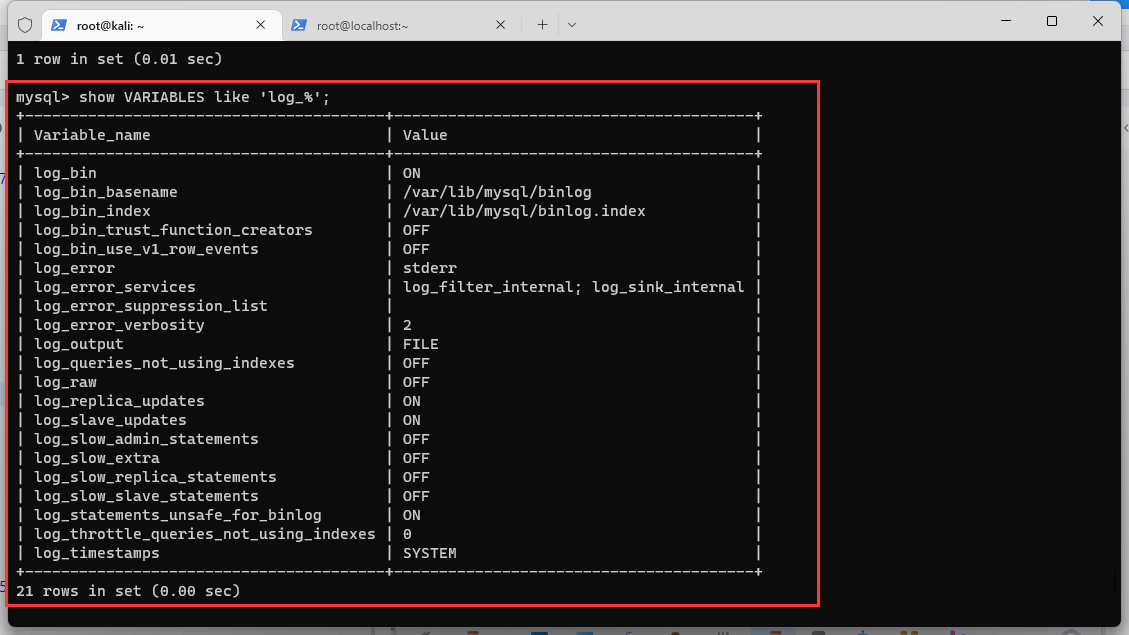 root@kali: ~
root@localhost:~
1 row in set (0.01 sec)
mysql> show VARIABLES like 'log_%';
+----------------------------------------+----------------------------------------+
| Variable_name                          | Value                                  |
+----------------------------------------+----------------------------------------+
| log_bin                                | ON                                     |
| log_bin_basename                       | /var/lib/mysql/binlog                  |
| log_bin_index                          | /var/lib/mysql/binlog.index            |
| log_bin_trust_function_creators        | OFF                                    |
| log_bin_use_v1_row_events              | OFF                                    |
| log_error                              | stderr                                 |
| log_error_services                     | log_filter_internal; log_sink_internal |
| log_error_suppression_list             |                                        |
| log_error_verbosity                    | 2                                      |
| log_output                             | FILE                                   |
| log_queries_not_using_indexes          | OFF                                    |
| log_raw                                | OFF                                    |
| log_replica_updates                    | ON                                     |
| log_slave_updates                      | ON                                     |
| log_slow_admin_statements              | OFF                                    |
| log_slow_extra                         | OFF                                    |
| log_slow_replica_statements            | OFF                                    |
| log_slow_slave_statements              | OFF                                    |
| log_statements_unsafe_for_binlog       | ON                                     |
| log_throttle_queries_not_using_indexes | 0                                      |
| log_timestamps                         | SYSTEM                                 |
+----------------------------------------+----------------------------------------+
21 rows in set (0.00 sec)